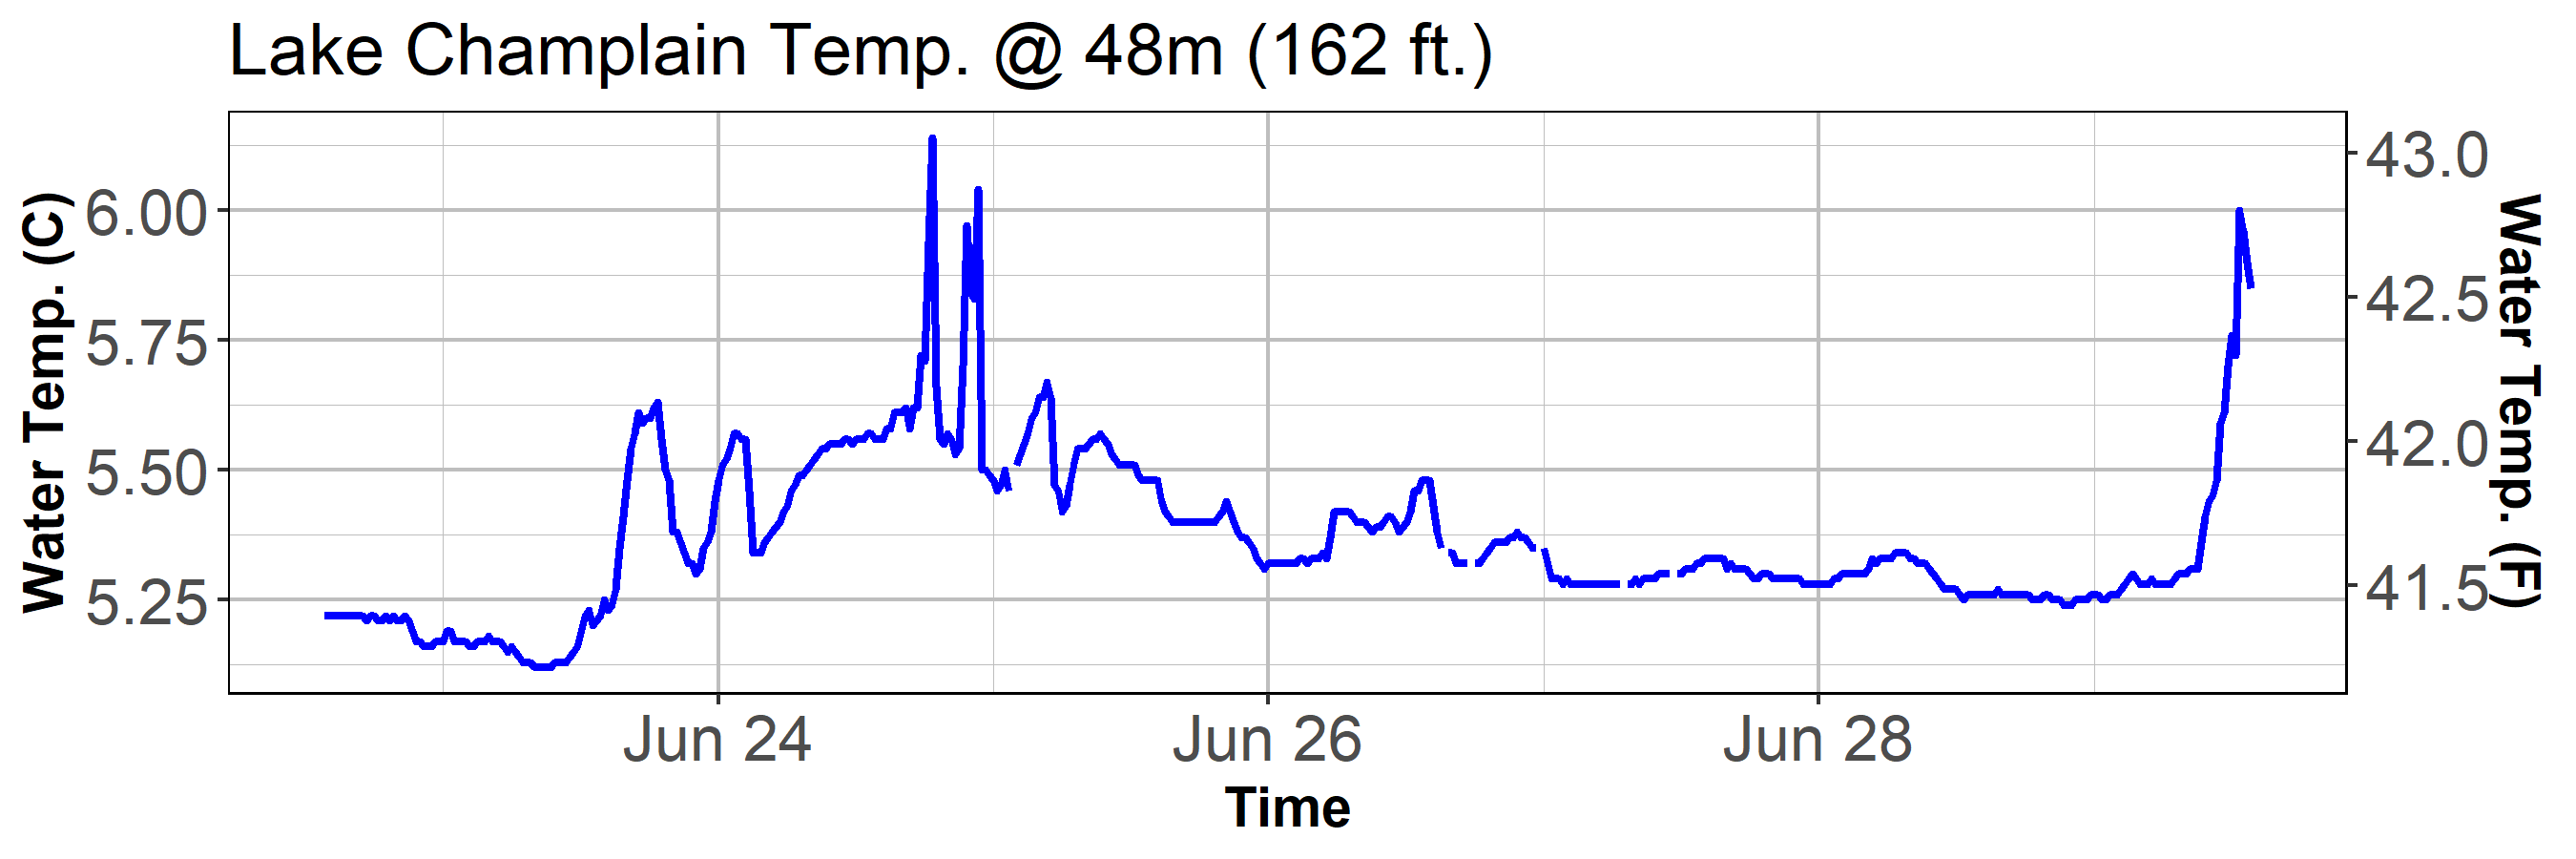 Lake Champlain Temp. @ 48m (162 ft.)
Water Temp. (C)
6.00
5.75
5.50
5.25
43.0
42.5
42.0
41.5
Water Temp. (F)
Jun 24 Jun 26 Jun 28
Time